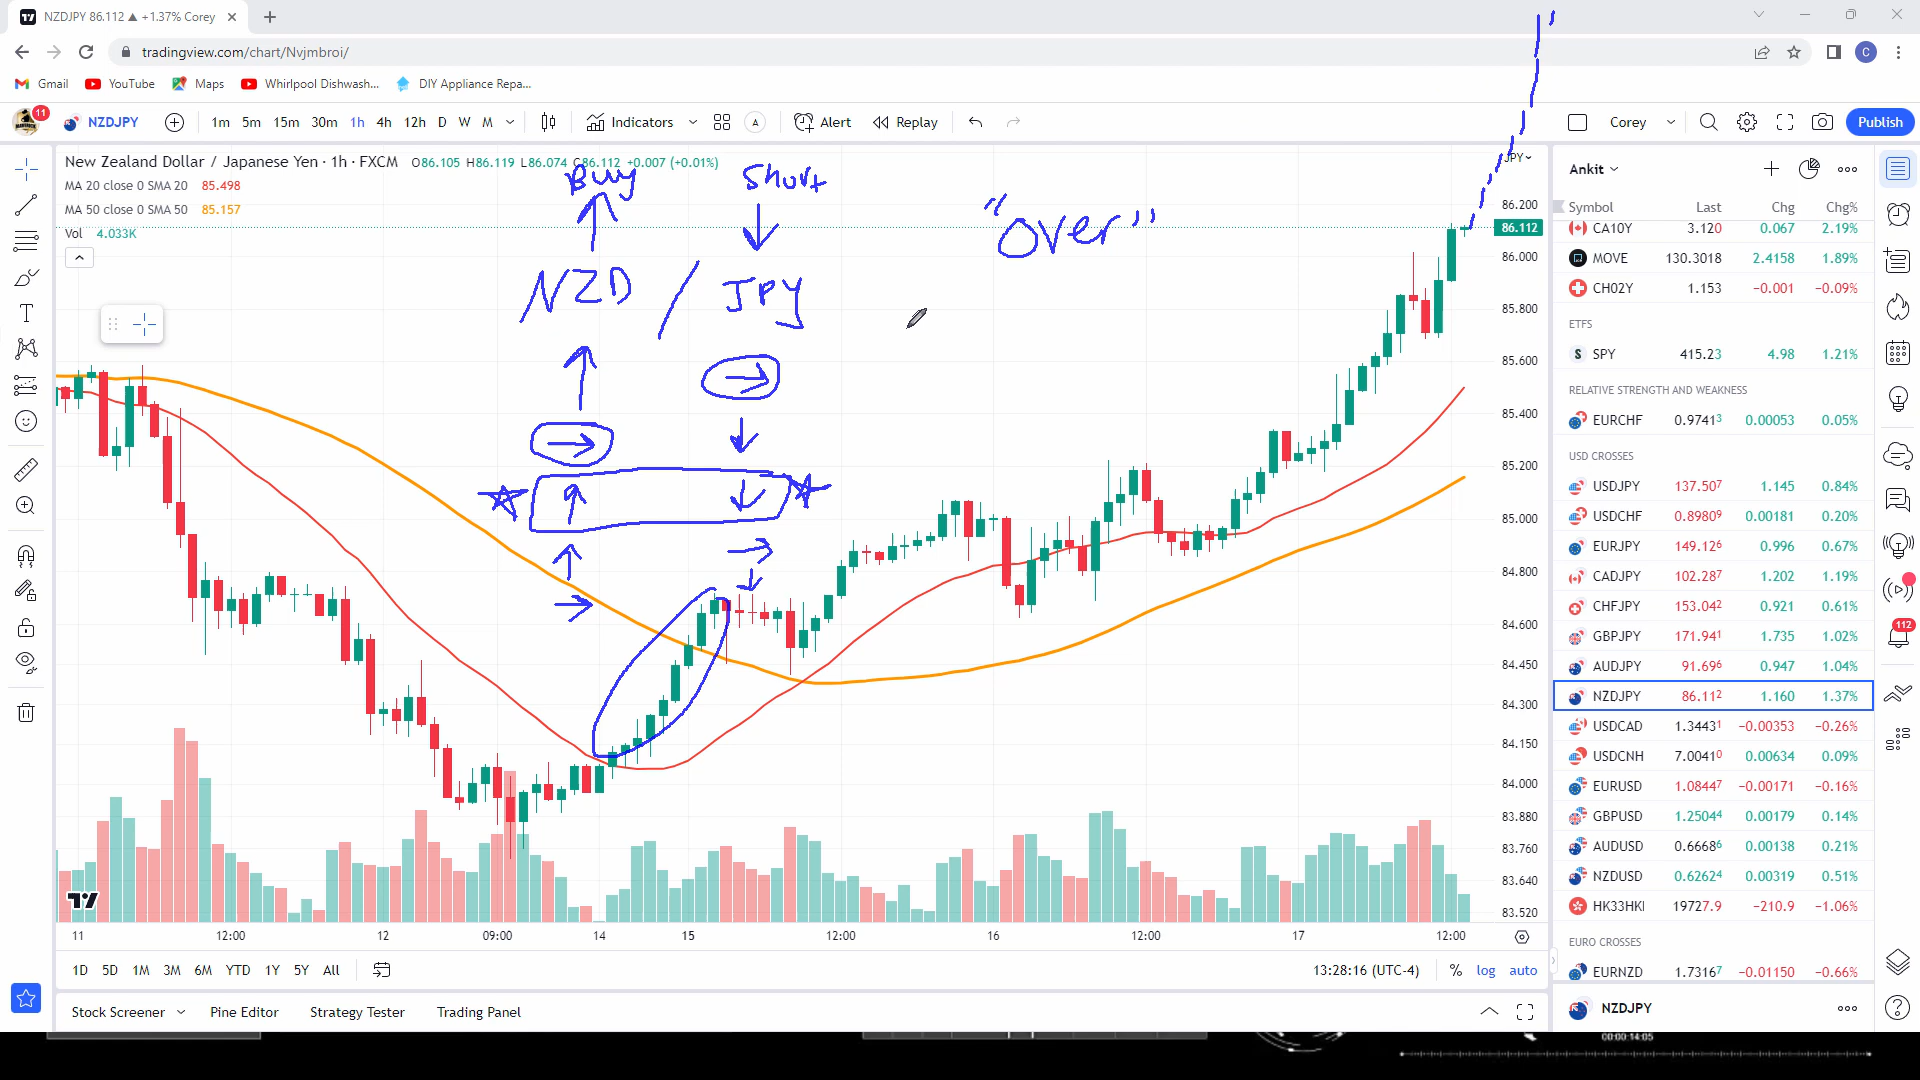 NZDJPY 86.112 ▲ +1.37% Corey
tradingview.com/chart/Nvjmbroi/
Gmail YouTube Maps Whirlpool Dishwash... DIY Appliance Repa...
C
11 NZDJPY 1m 5m 15m 30m 1h 4h 12h D W M Indicators A Alert Replay Corey Publish
New Zealand Dollar / Japanese Yen · 1h · FXCM O86.105 H86.119 L86.074 C86.112 +0.007 (+0.01%)
MA 20 close 0 SMA 20 85.498
MA 50 close 0 SMA 50 85.157
Vol 4.033K
Buy Short
"Over"
NZD / JPY
JPY
86.200
86.112
86.000
85.800
85.600
85.400
85.200
85.000
84.800
84.600
84.450
84.300
84.150
84.000
83.880
83.760
83.640
83.520
11 12:00 12 09:00 14 15 12:00 16 12:00 17 12:00
1D 5D 1M 3M 6M YTD 1Y 5Y All 13:28:16 (UTC-4) % log auto
Stock Screener Pine Editor Strategy Tester Trading Panel
Ankit
Symbol Last Chg Chg%
CA10Y 3.120 0.067 2.19%
MOVE 130.3018 2.4158 1.89%
CH02Y 1.153 −0.001 −0.09%
ETFS
SPY 415.23 4.98 1.21%
RELATIVE STRENGTH AND WEAKNESS
EURCHF 0.97413 0.00053 0.05%
USD CROSSES
USDJPY 137.507 1.145 0.84%
USDCHF 0.89809 0.00181 0.20%
EURJPY 149.126 0.996 0.67%
CADJPY 102.287 1.202 1.19%
CHFJPY 153.042 0.921 0.61%
GBPJPY 171.941 1.735 1.02%
AUDJPY 91.696 0.947 1.04%
NZDJPY 86.112 1.160 1.37%
USDCAD 1.34431 −0.00353 −0.26%
USDCNH 7.00410 0.00634 0.09%
EURUSD 1.08447 −0.00171 −0.16%
GBPUSD 1.25044 0.00179 0.14%
AUDUSD 0.66686 0.00138 0.21%
NZDUSD 0.62624 0.00319 0.51%
HK33HKI 19727.9 −210.9 −1.06%
EURO CROSSES
EURNZD 1.73167 −0.01150 −0.66%
NZDJPY
112
00:00:14:05